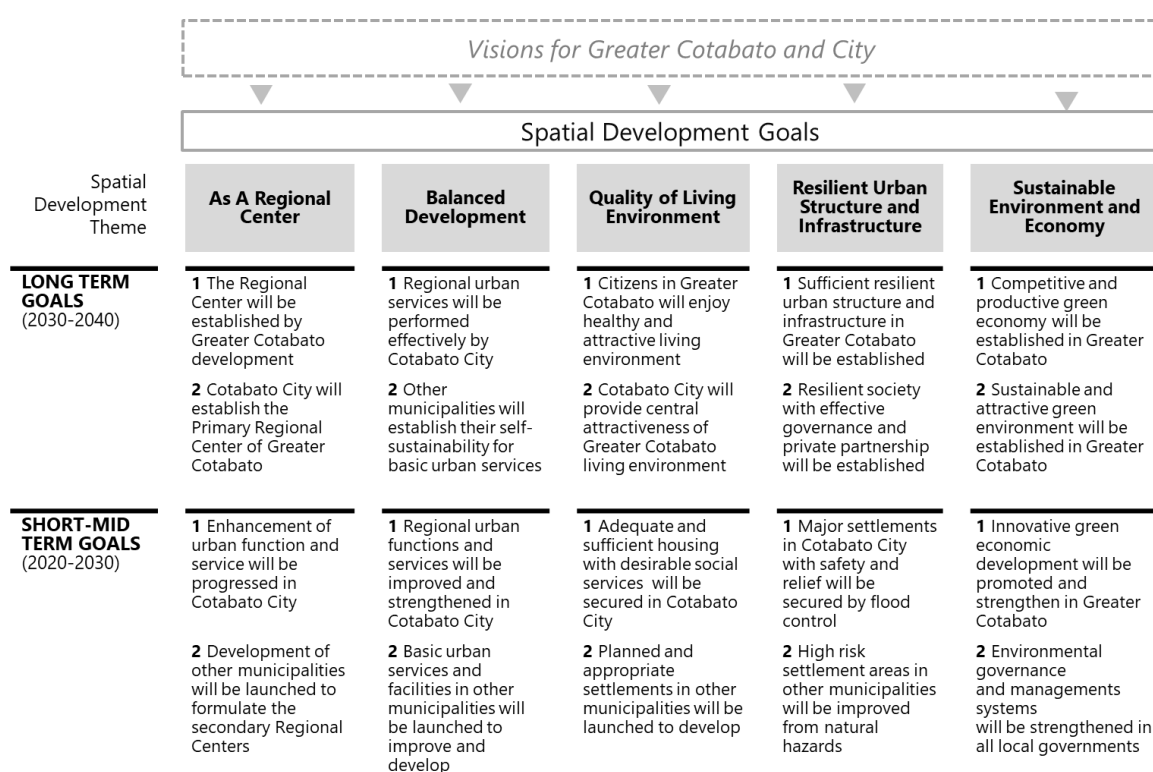 Visions for Greater Cotabato and City
Spatial Development Goals
Spatial
Development
Theme
As A Regional
Center
Balanced
Development
Quality of Living
Environment
Resilient Urban
Structure and
Infrastructure
Sustainable
Environment and
Economy
LONG TERM
GOALS
(2030-2040)
1 The Regional
Center will be
established by
Greater Cotabato
development
2 Cotabato City will
establish the
Primary Regional
Center of Greater
Cotabato
1 Regional urban
services will be
performed
effectively by
Cotabato City
2 Other
municipalities will
establish their self-
sustainability for
basic urban services
1 Citizens in Greater
Cotabato will enjoy
healthy and
attractive living
environment
2 Cotabato City will
provide central
attractiveness of
Greater Cotabato
living environment
1 Sufficient resilient
urban structure and
infrastructure in
Greater Cotabato
will be established
2 Resilient society
with effective
governance and
private partnership
will be established
1 Competitive and
productive green
economy will be
established in Greater
Cotabato
2 Sustainable and
attractive green
environment will be
established in Greater
Cotabato
SHORT-MID
TERM GOALS
(2020-2030)
1 Enhancement of
urban function and
service will be
progressed in
Cotabato City
2 Development of
other municipalities
will be launched to
formulate the
secondary Regional
Centers
1 Regional urban
functions and
services will be
improved and
strengthened in
Cotabato City
2 Basic urban
services and
facilities in other
municipalities will
be launched to
improve and
develop
1 Adequate and
sufficient housing
with desirable social
services will be
secured in Cotabato
City
2 Planned and
appropriate
settlements in other
municipalities will be
launched to develop
1 Major settlements
in Cotabato City
with safety and
relief will be
secured by flood
control
2 High risk
settlement areas in
other municipalities
will be improved
from natural
hazards
1 Innovative green
economic
development will be
promoted and
strengthen in Greater
Cotabato
2 Environmental
governance
and managements
systems
will be strengthened in
all local governments